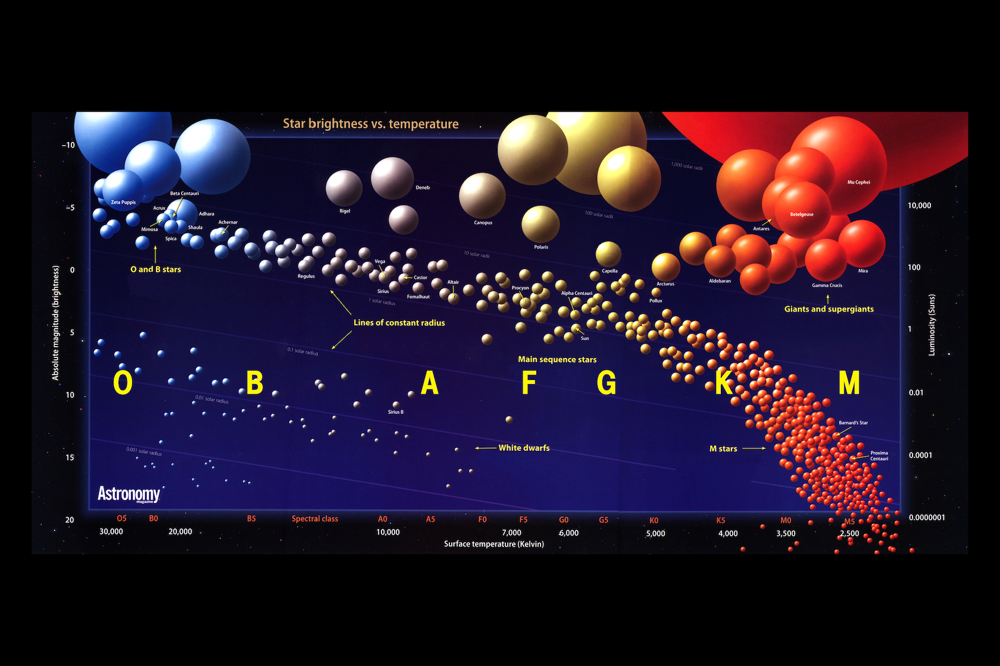 Star brightness vs. temperature
−10
−5
0
5
10
15
20
Absolute magnitude (brightness)
10,000
100
1
0.01
0.0001
0.0000001
Luminosity (Suns)
1,000 solar radii
100 solar radii
10 solar radii
1 solar radius
0.1 solar radius
0.01 solar radius
0.001 solar radius
Zeta Puppis
Beta Centauri
Acrux
Adhara
Mimosa
Shaula
Achernar
Spica
O and B stars
Rigel
Deneb
Regulus
Vega
Castor
Sirius
Fomalhaut
Altair
Canopus
Polaris
Procyon
Alpha Centauri
Capella
Sun
Arcturus
Pollux
Aldebaran
Antares
Betelgeuse
Mu Cephei
Gamma Crucis
Mira
Giants and supergiants
Lines of constant radius
Main sequence stars
O
B
A
F
G
K
M
Sirius B
White dwarfs
M stars
Barnard's Star
Proxima
Centauri
Astronomy
magazine
O5
B0
B5
Spectral class
A0
A5
F0
F5
G0
G5
K0
K5
M0
M5
30,000
20,000
10,000
7,000
6,000
5,000
4,000
3,500
2,500
Surface temperature (Kelvin)